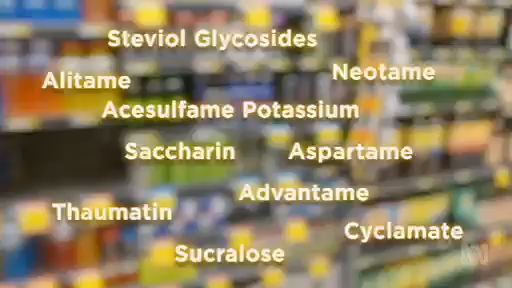 Steviol Glycosides
Alitame
Neotame
Acesulfame Potassium
Saccharin
Aspartame
Advantame
Thaumatin
Cyclamate
Sucralose